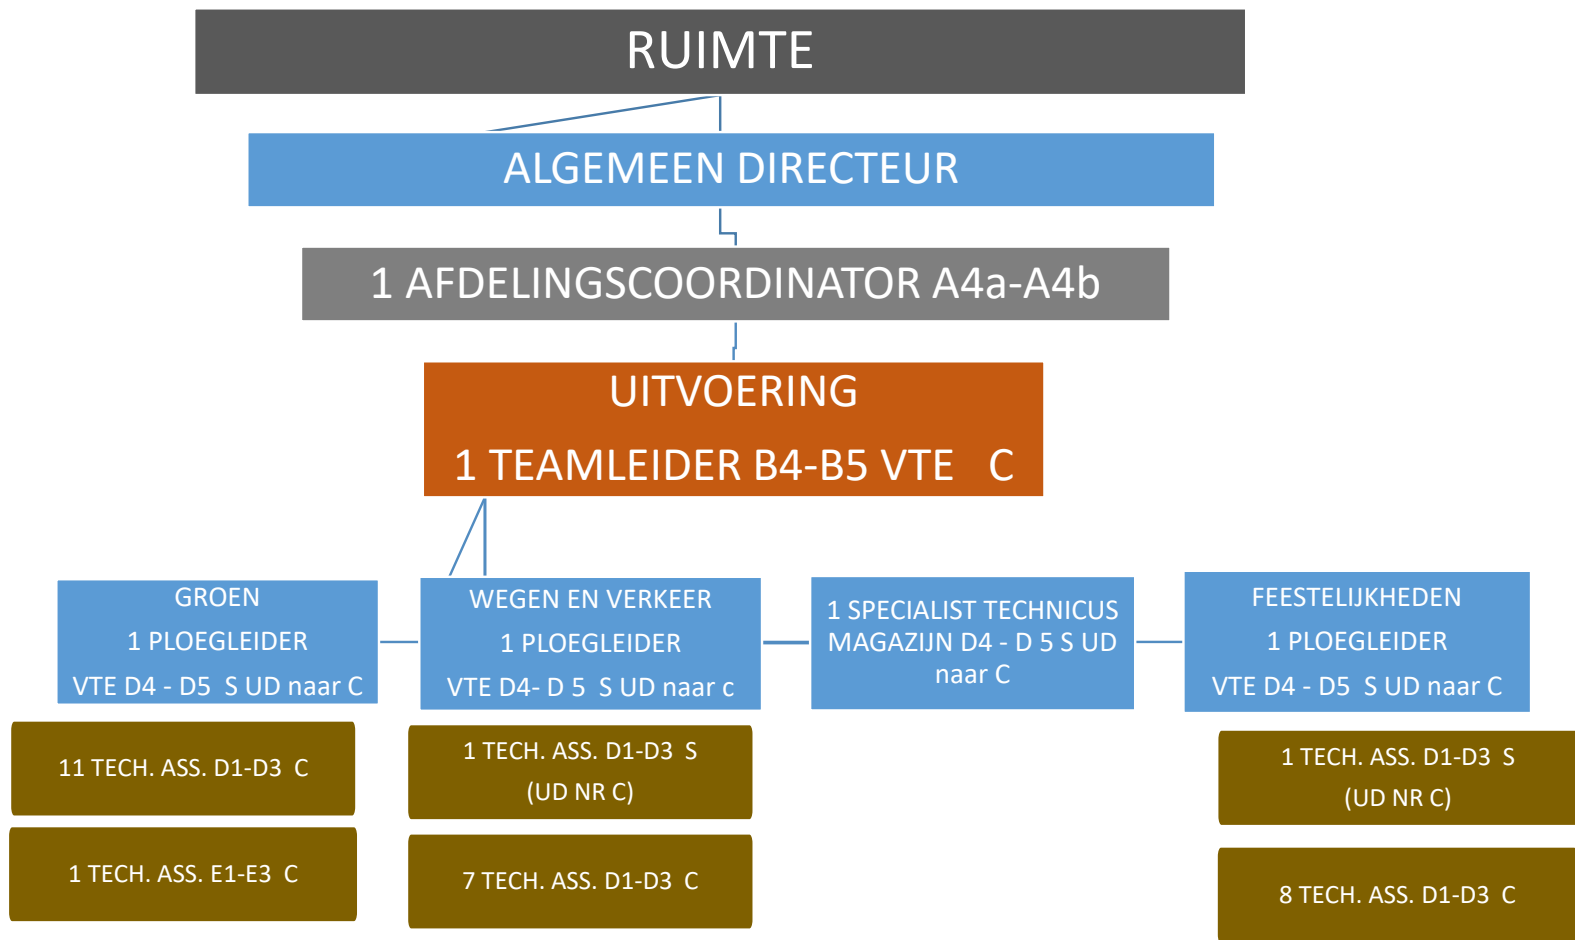 RUIMTE
ALGEMEEN DIRECTEUR
1 AFDELINGSCOORDINATOR A4a-A4b
UITVOERING
1 TEAMLEIDER B4-B5 VTE C
GROEN
1 PLOEGLEIDER
VTE D4 - D5 S UD naar C
WEGEN EN VERKEER
1 PLOEGLEIDER
VTE D4- D 5 S UD naar c
1 SPECIALIST TECHNICUS
MAGAZIJN D4 - D 5 S UD
naar C
FEESTELIJKHEDEN
1 PLOEGLEIDER
VTE D4 - D5 S UD naar C
11 TECH. ASS. D1-D3 C
1 TECH. ASS. E1-E3 C
1 TECH. ASS. D1-D3 S
(UD NR C)
7 TECH. ASS. D1-D3 C
1 TECH. ASS. D1-D3 S
(UD NR C)
8 TECH. ASS. D1-D3 C